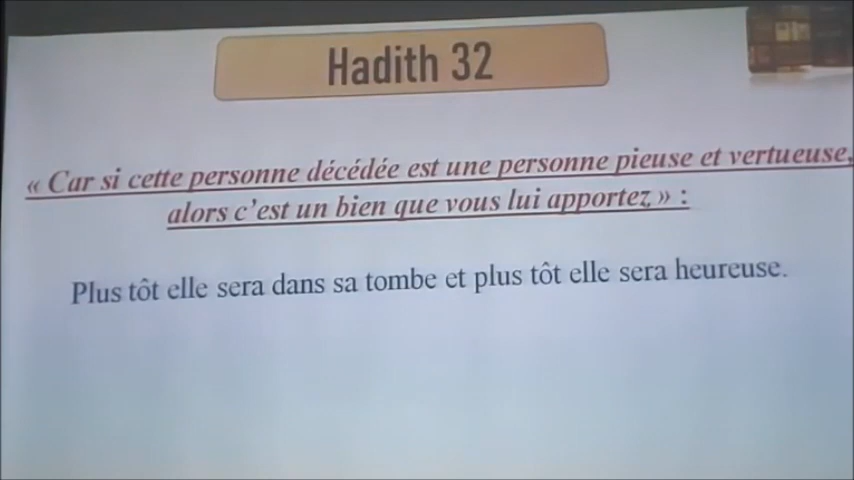 Hadith 32
« Car si cette personne décédée est une personne pieuse et vertueuse,
alors c’est un bien que vous lui apportez » :
Plus tôt elle sera dans sa tombe et plus tôt elle sera heureuse.